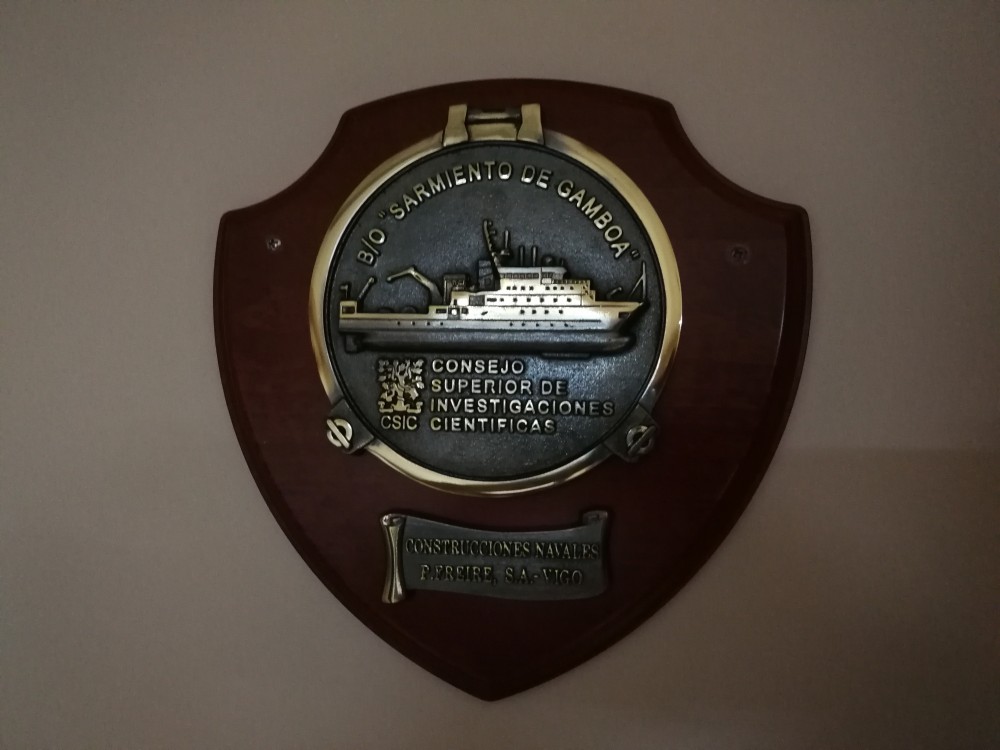 B/O "SARMIENTO DE GAMBOA"
CONSEJO
SUPERIOR DE
INVESTIGACIONES
CSIC CIENTIFICAS
CONSTRUCCIONES NAVALES
P.FREIRE, S.A.-VIGO